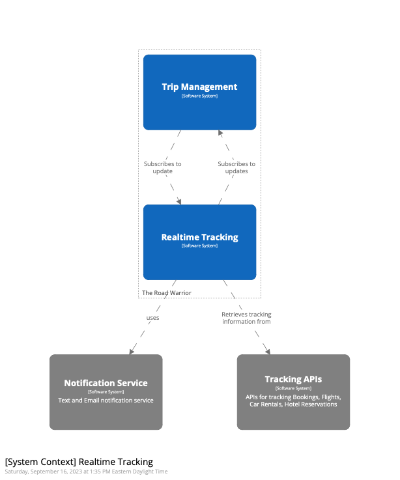 Trip Management
[Software System]
Subscribes to
update
Subscribes to
updates
Realtime Tracking
[Software System]
The Road Warrior
uses
Retrieves tracking
information from
Notification Service
[Software System]
Text and Email notification service
Tracking APIs
[Software System]
APIs for tracking Bookings, Flights,
Car Rentals, Hotel Reservations
[System Context] Realtime Tracking
Saturday, September 16, 2023 at 1:35 PM Eastern Daylight Time